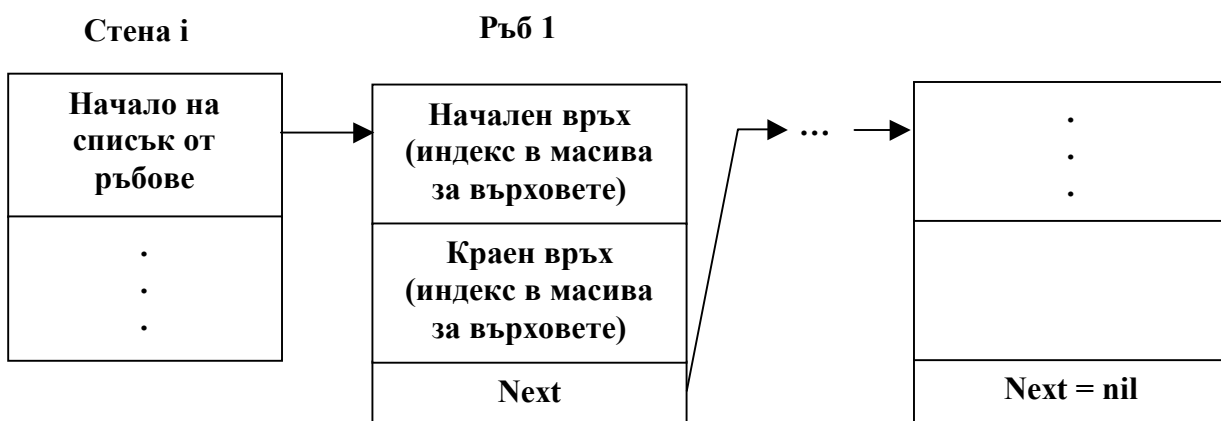 Стена i
Ръб 1
Начало на
списък от
ръбове
.
.
.
Начален връх
(индекс в масива
за върховете)
Краен връх
(индекс в масива
за върховете)
Next
...
.
.
.
Next = nil